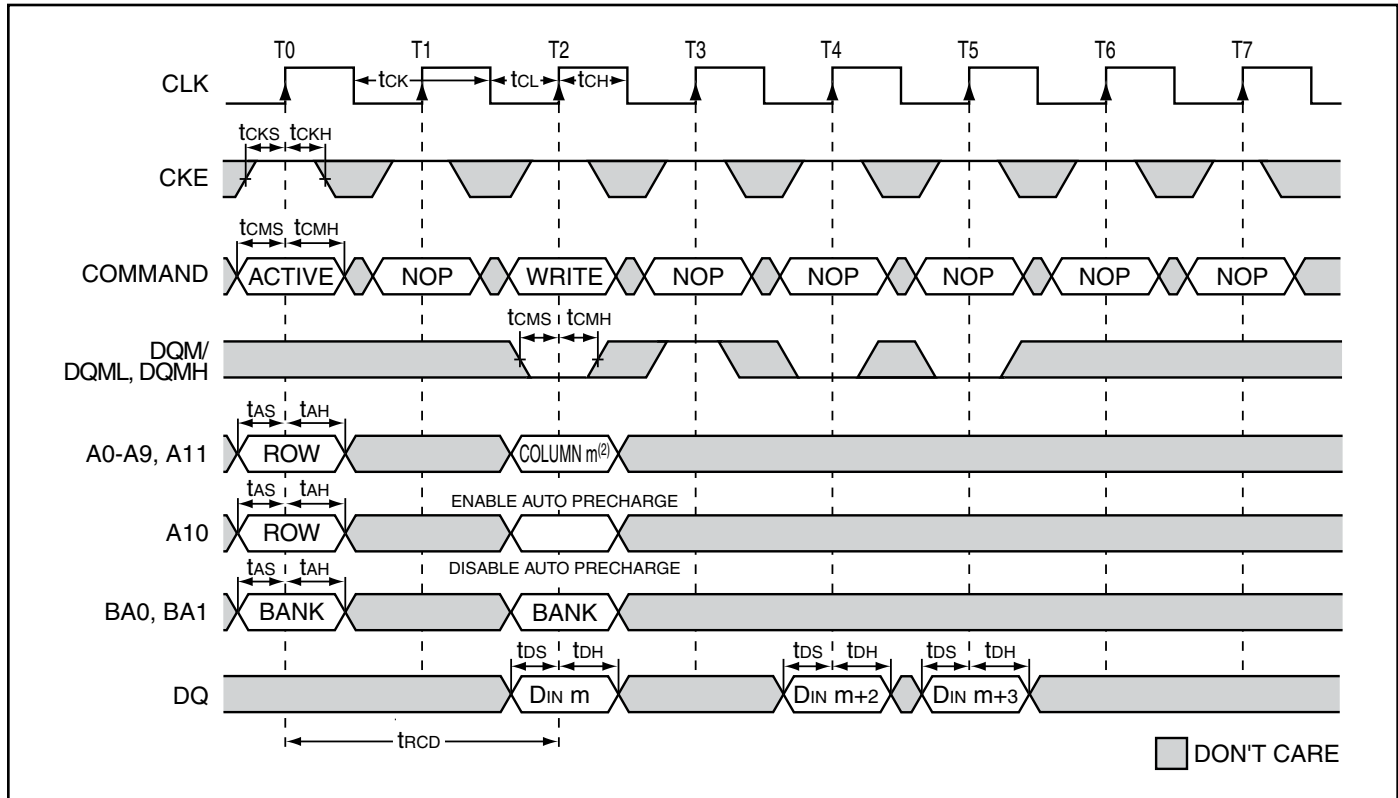 T0 T1 T2 T3 T4 T5 T6 T7
CLK tCK tCL tCH
tCKS tCKH
CKE
tCMS tCMH
COMMAND ACTIVE NOP WRITE NOP NOP NOP NOP NOP
tCMS tCMH
DQM/
DQML, DQMH
tAS tAH
A0-A9, A11 ROW COLUMN m(2)
tAS tAH ENABLE AUTO PRECHARGE
A10 ROW
tAS tAH DISABLE AUTO PRECHARGE
BA0, BA1 BANK BANK
tDS tDH tDS tDH tDS tDH
DQ DIN m DIN m+2 DIN m+3
tRCD
DON'T CARE